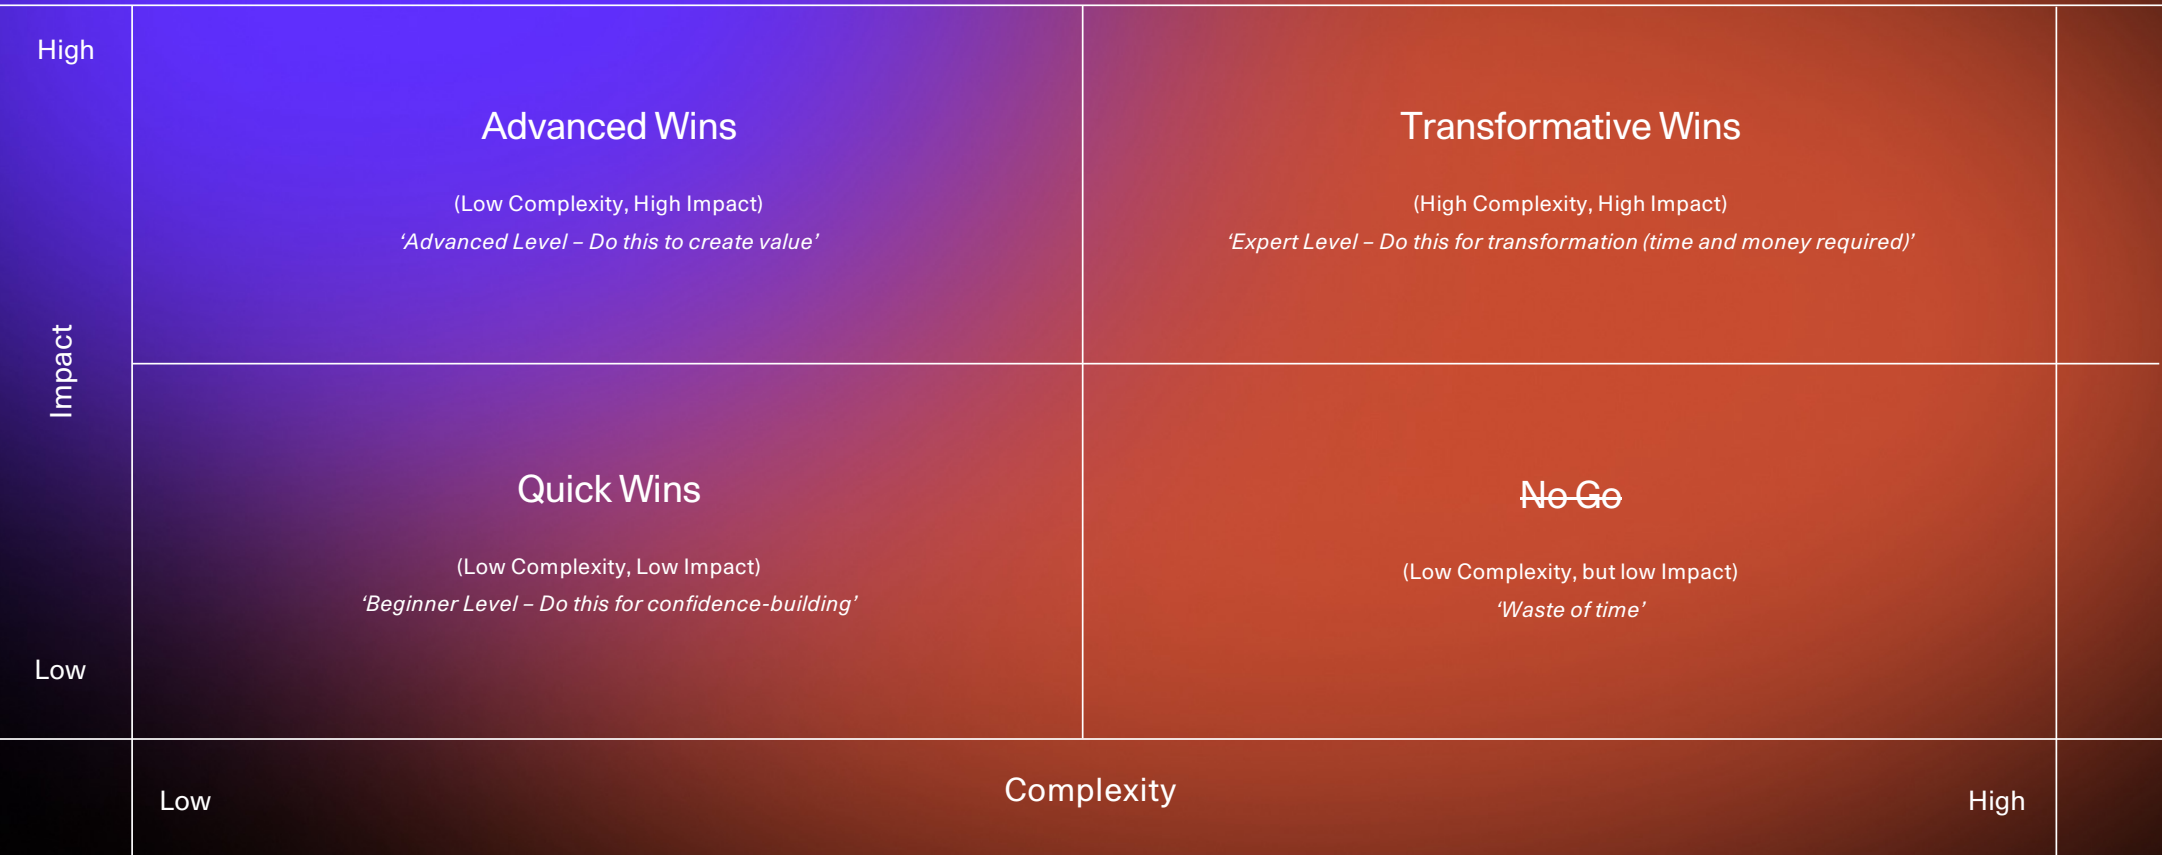 High
Advanced Wins
(Low Complexity, High Impact)
‘Advanced Level – Do this to create value’
Transformative Wins
(High Complexity, High Impact)
‘Expert Level – Do this for transformation (time and money required)’
Impact
Quick Wins
(Low Complexity, Low Impact)
‘Beginner Level – Do this for confidence-building’
No Go
(Low Complexity, but low Impact)
‘Waste of time’
Low
Low
Complexity
High